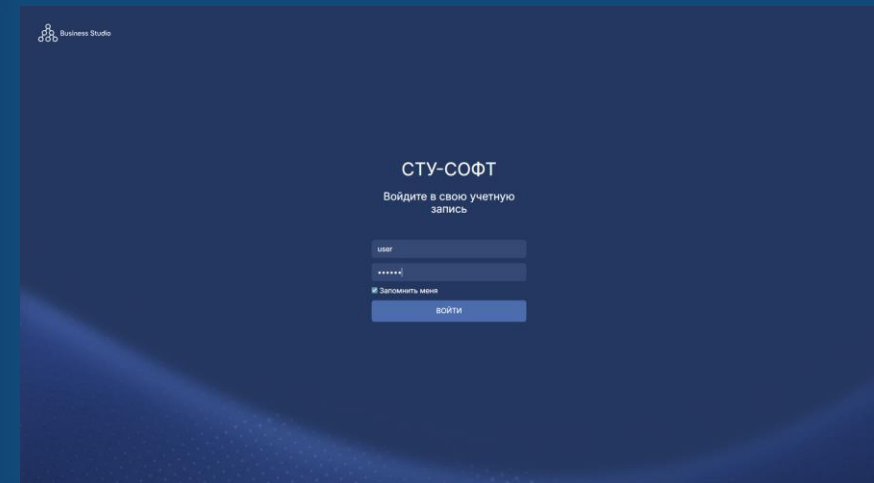 Business Studio
СТУ-СОФТ
Войдите в свою учетную
запись
user
••••••
Запомнить меня
ВОЙТИ